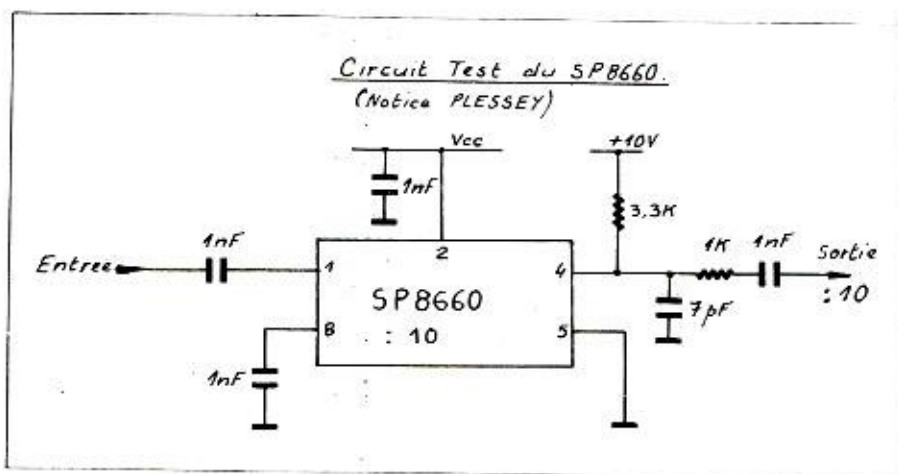 Circuit Test du SP8660.
(Notice PLESSEY)
Vcc
+10V
1nF
3,3K
1nF
2
1K
1nF
Sortie
Entree
1
4
: 10
SP8660
7pF
8
: 10
5
1nF